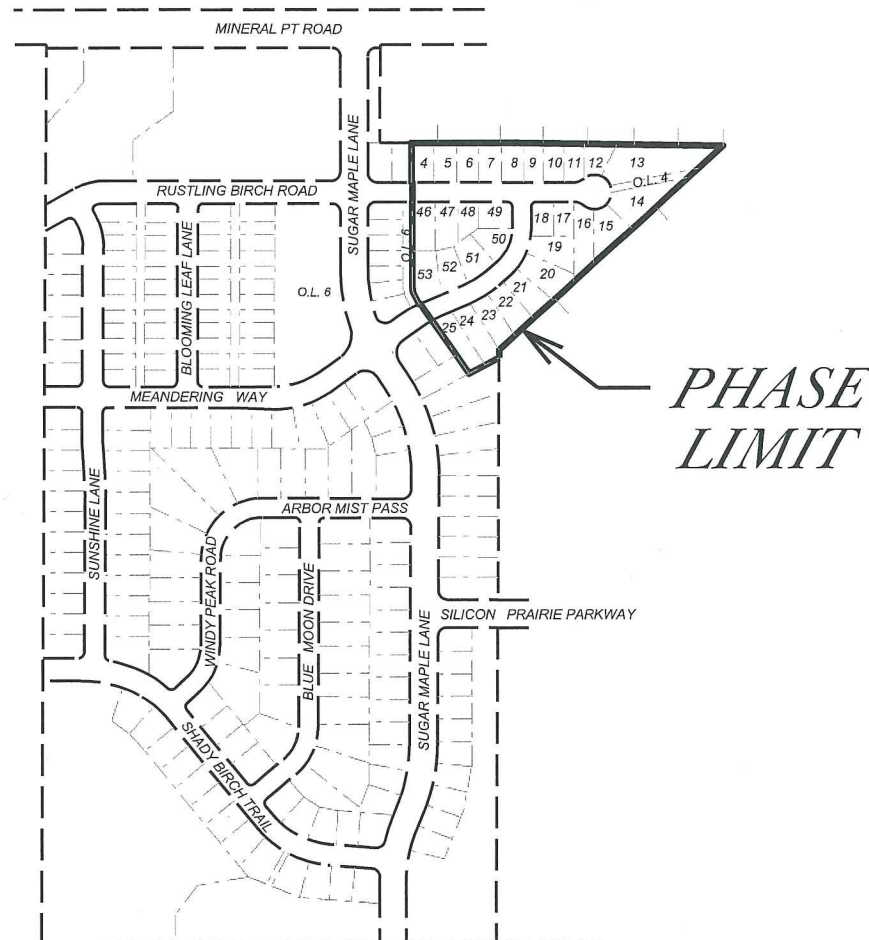 MINERAL PT ROAD
SUGAR MAPLE LANE
4 5 6 7 8 9 10 11 12 13
O.L. 4
14
RUSTLING BIRCH ROAD
46 47 48 49 18 17 16 15
BLOOMING LEAF LANE
O.L. 6
50
19
51
52
53
20
O.L. 6
21
22
23
24
25
PHASE
LIMIT
MEANDERING WAY
SUNSHINE LANE
ARBOR MIST PASS
WINDY PEAK ROAD
BLUE MOON DRIVE
SILICON PRAIRIE PARKWAY
SUGAR MAPLE LANE
SHADY BIRCH TRAIL